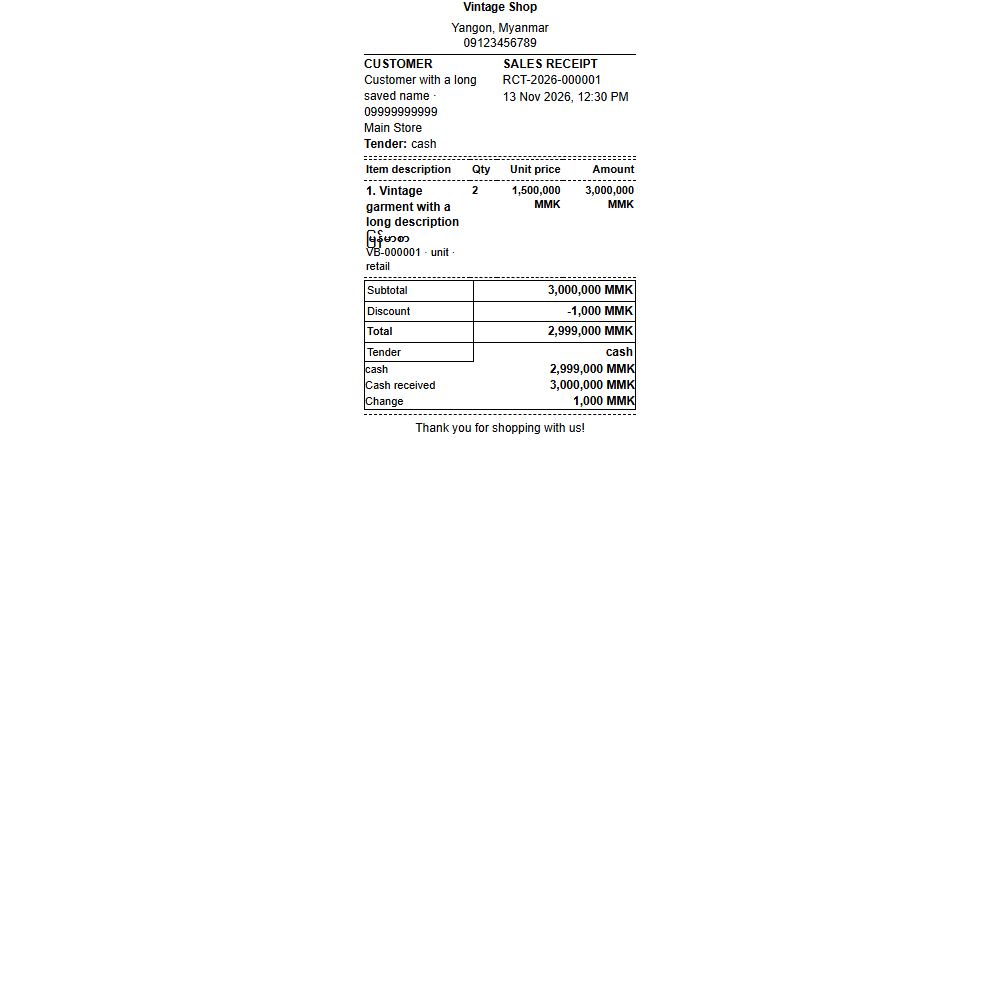 Vintage Shop
Yangon, Myanmar
09123456789
CUSTOMER
Customer with a long
saved name ·
09999999999
Main Store
Tender: cash
SALES RECEIPT
RCT-2026-000001
13 Nov 2026, 12:30 PM
Item description Qty Unit price Amount
1. Vintage 2 1,500,000 3,000,000
garment with a MMK MMK
long description
မြန်မာစာ
VB-000001 · unit ·
retail
Subtotal 3,000,000 MMK
Discount -1,000 MMK
Total 2,999,000 MMK
Tender cash
cash 2,999,000 MMK
Cash received 3,000,000 MMK
Change 1,000 MMK
Thank you for shopping with us!